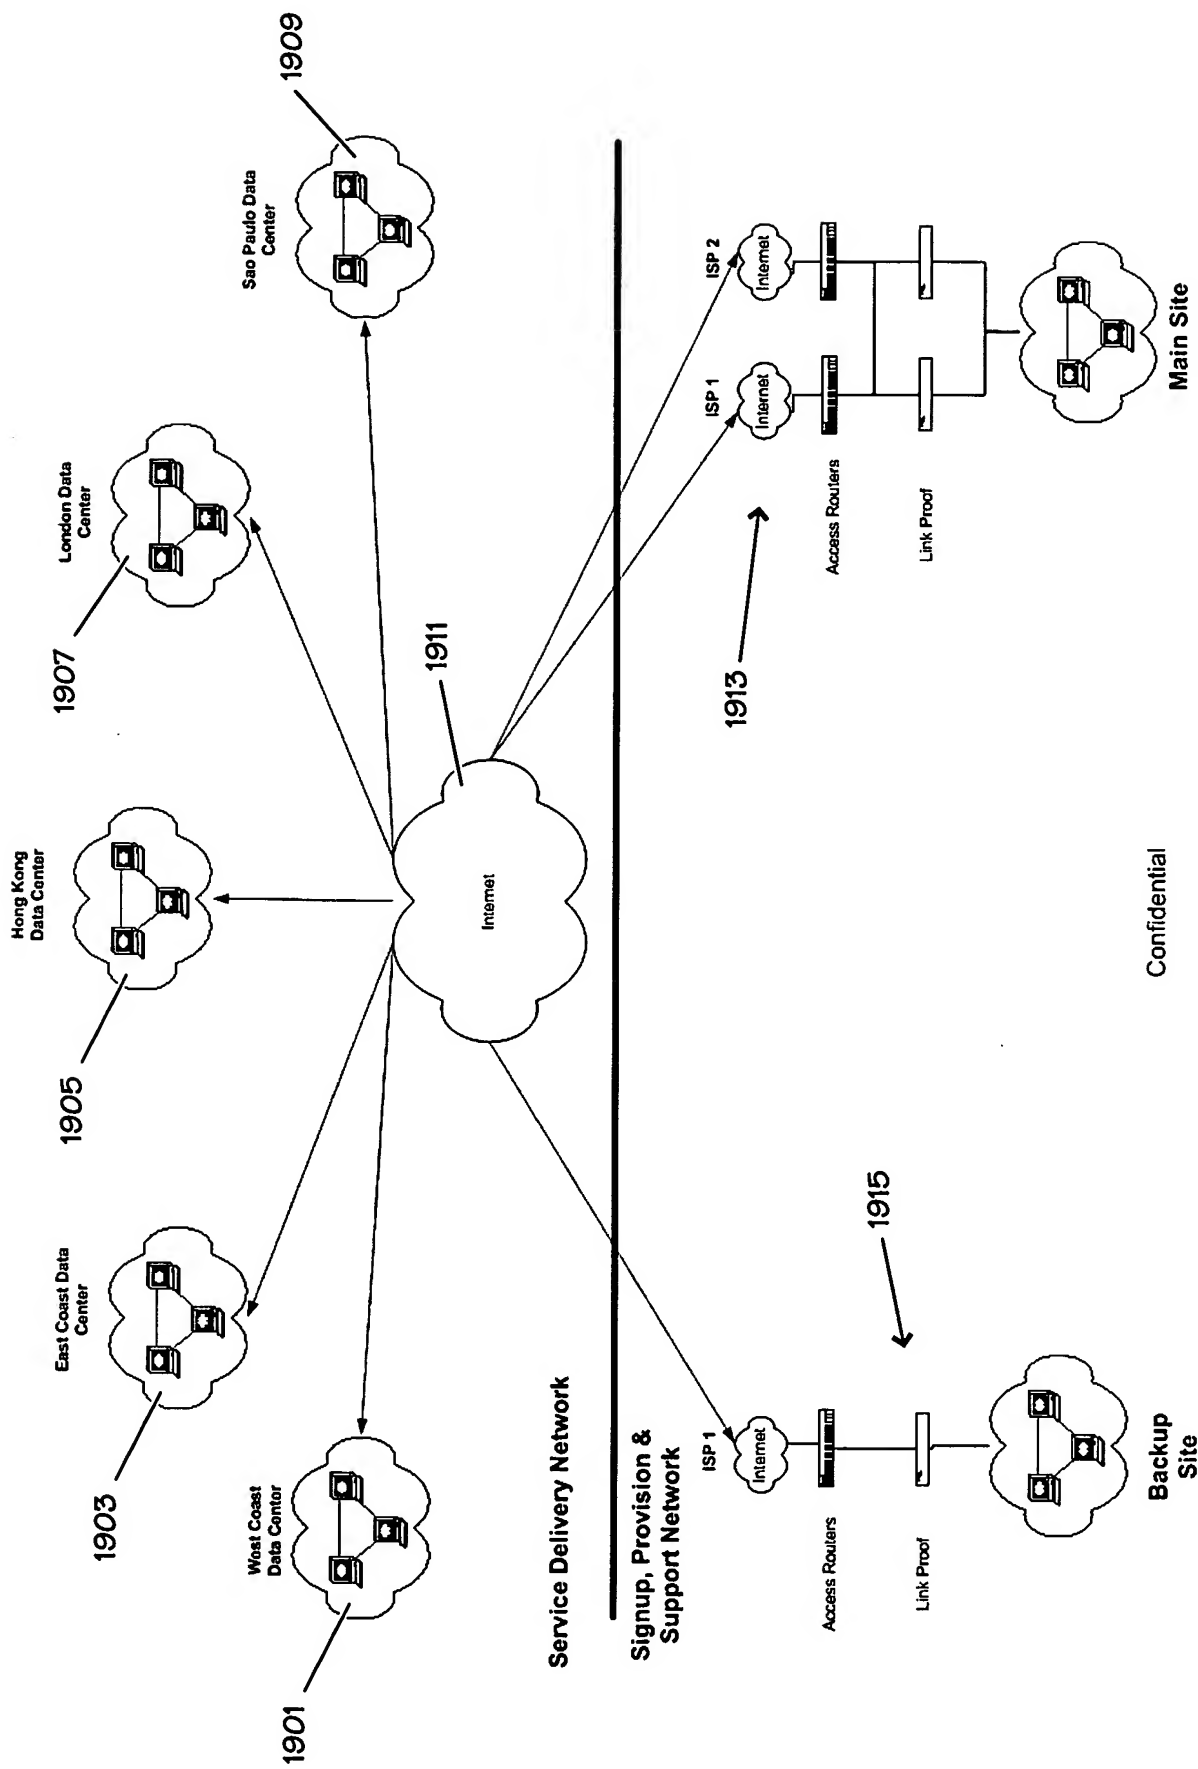 1901
West Coast
Data Center
1903
East Coast Data
Center
1905
Hong Kong
Data Center
1907
London Data
Center
1909
Sao Paulo Data
Center
Internet
1911
Service Delivery Network
Signup, Provision &
Support Network
ISP 1
Internet
Access Routers
Link Proof
1915
Backup
Site
1913
ISP 1
Internet
ISP 2
Internet
Access Routers
Link Proof
Main Site
Confidential